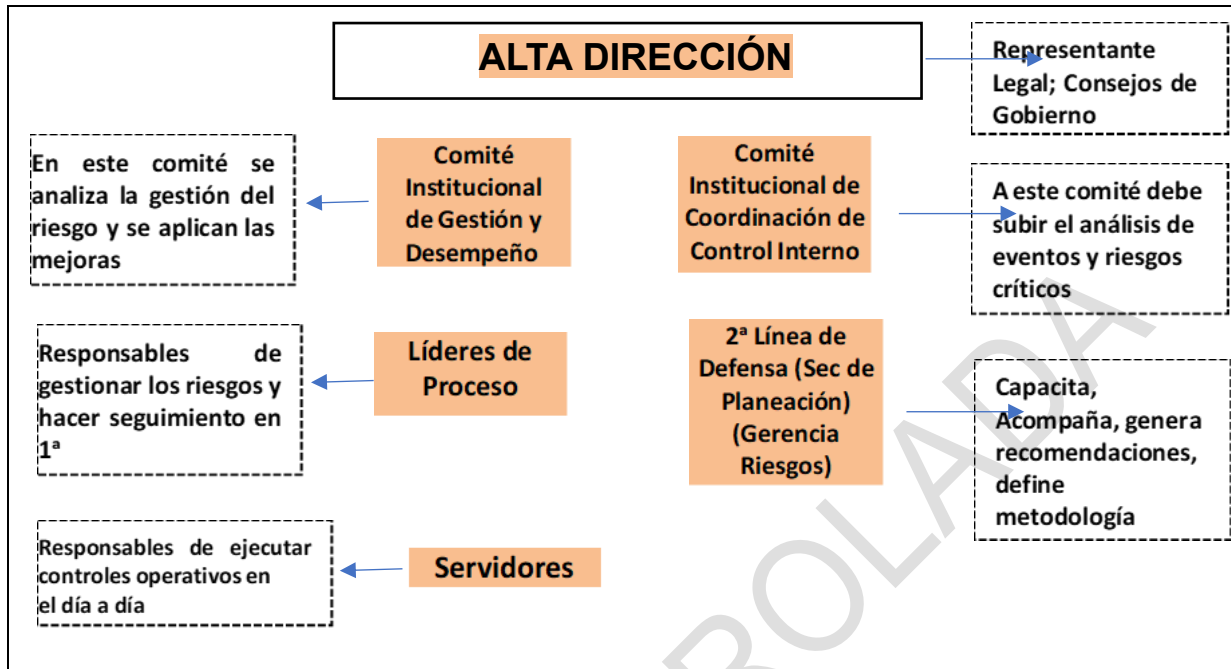 ALTA DIRECCIÓN
Representante
Legal; Consejos de
Gobierno
En este comité se
analiza la gestión del
riesgo y se aplican las
mejoras
Comité
Institucional
de Gestión y
Desempeño
Comité
Institucional de
Coordinación de
Control Interno
A este comité debe
subir el análisis de
eventos y riesgos
críticos
Responsables de
gestionar los riesgos y
hacer seguimiento en
1ª
Líderes de
Proceso
2ª Línea de
Defensa (Sec de
Planeación)
(Gerencia
Riesgos)
Capacita,
Acompaña, genera
recomendaciones,
define
metodología
Responsables de ejecutar
controles operativos en
el día a día
Servidores
ROLADA